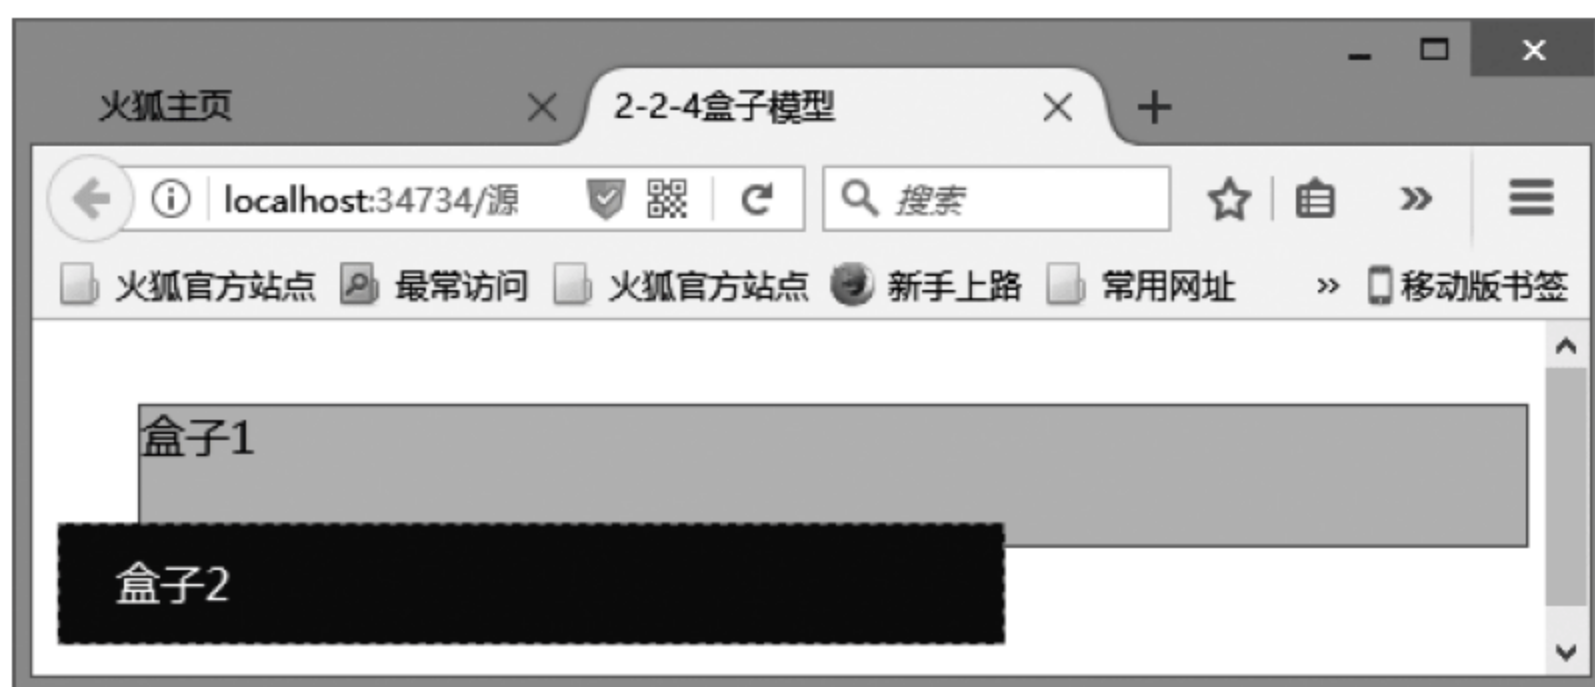 火狐主页 2-2-4盒子模型
localhost:34734/源 搜索
火狐官方站点 最常访问 火狐官方站点 新手上路 常用网址 » 移动版书签
盒子1
盒子2